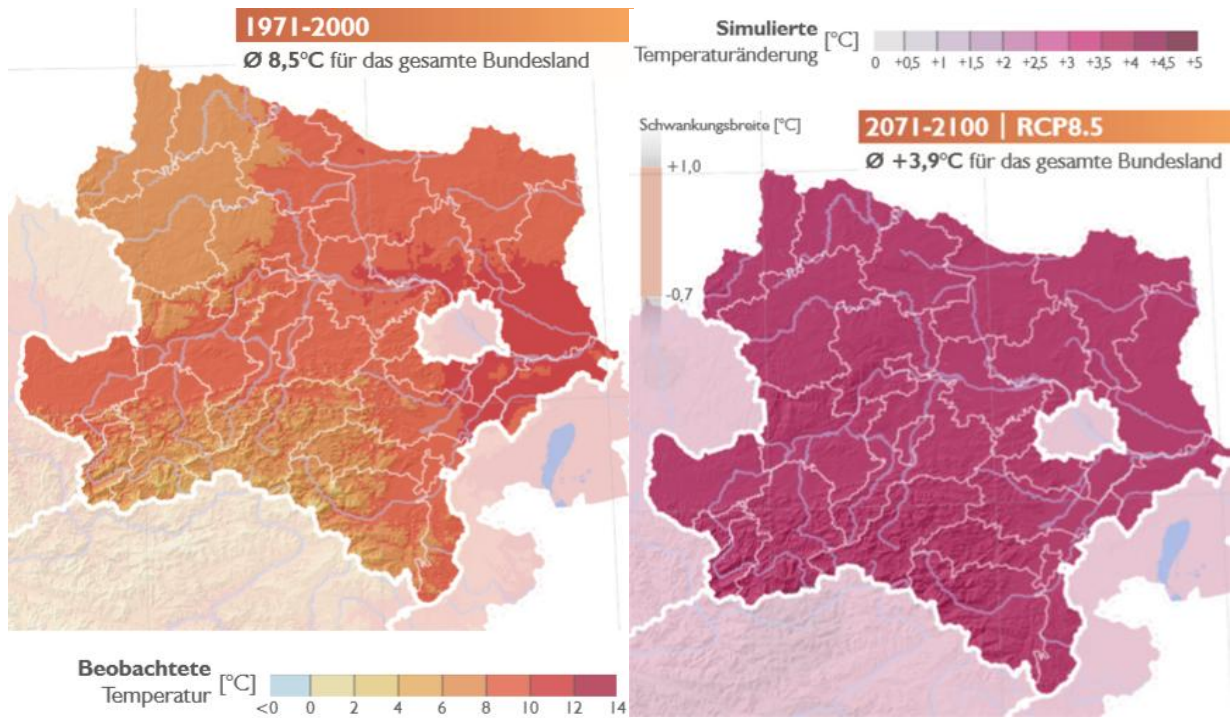 1971-2000
Ø 8,5°C für das gesamte Bundesland
Beobachtete
Temperatur
[°C]
<0 0 2 4 6 8 10 12 14
Simulierte
Temperaturänderung
[°C]
0 +0,5 +1 +1,5 +2 +2,5 +3 +3,5 +4 +4,5 +5
Schwankungsbreite [°C]
+1,0
-0,7
2071-2100 | RCP8.5
Ø +3,9°C für das gesamte Bundesland